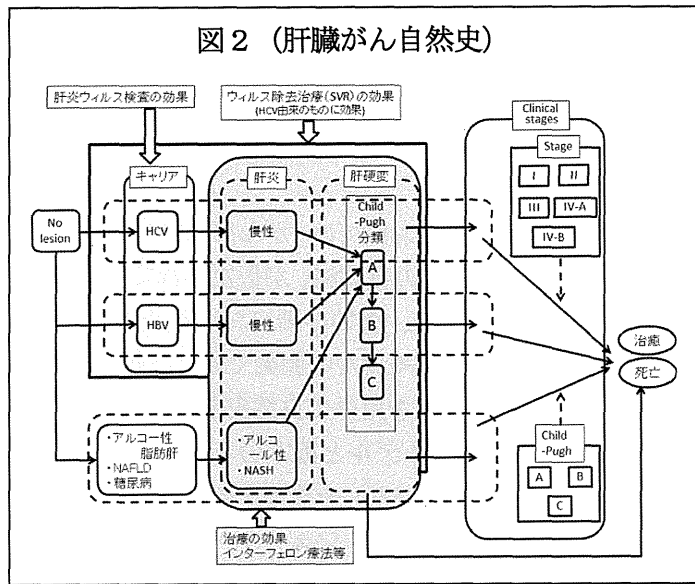 図2（肝臓がん自然史）
肝炎ウィルス検査の効果
ウィルス除去治療(SVR)の効果
(HCV由来のものに効果)
Clinical
stages
Stage
I
II
III
IV-A
IV-B
キャリア
肝炎
肝硬変
Child
-Pugh
分類
No
lesion
HCV
慢性
A
HBV
慢性
B
C
治癒
死亡
・アルコー性
脂肪肝
・NAFLD
・糖尿病
・アルコ
ール性
・NASH
Child
-Pugh
A
B
C
治療の効果
インターフェロン療法等